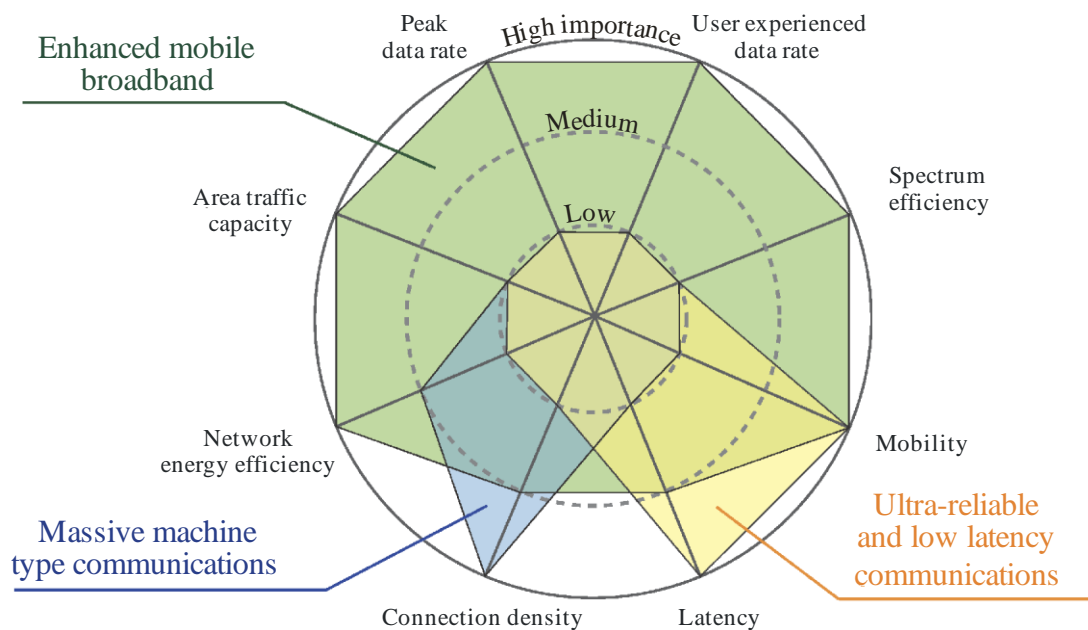 Peak
data rate
High importance
User experienced
data rate
Enhanced mobile
broadband
Medium
Area traffic
capacity
Spectrum
efficiency
Low
Network
energy efficiency
Mobility
Massive machine
type communications
Ultra-reliable
and low latency
communications
Connection density
Latency